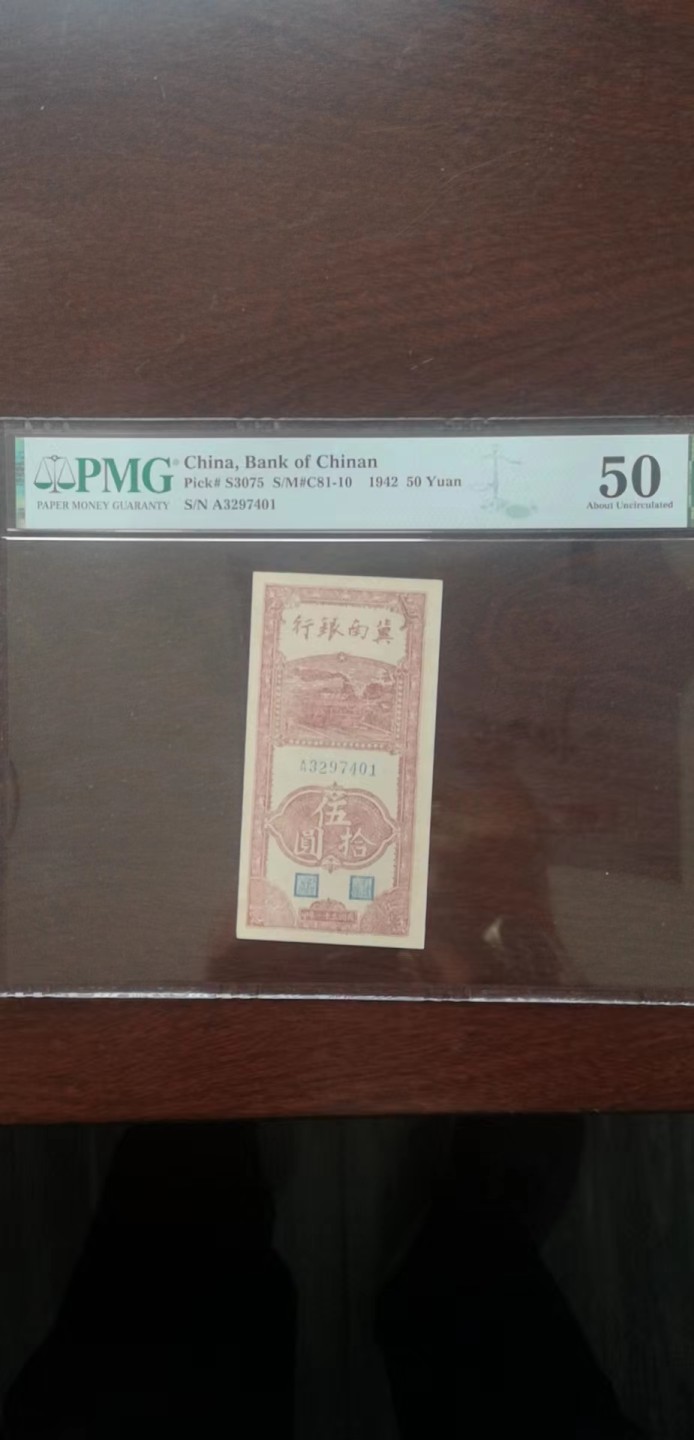 PMG
PAPER MONEY GUARANTY
China, Bank of Chinan
Pick# S3075 S/M#C81-10 1942 50 Yuan
S/N A3297401
50
About Uncirculated
行銀南冀
A3297401
伍
圓拾